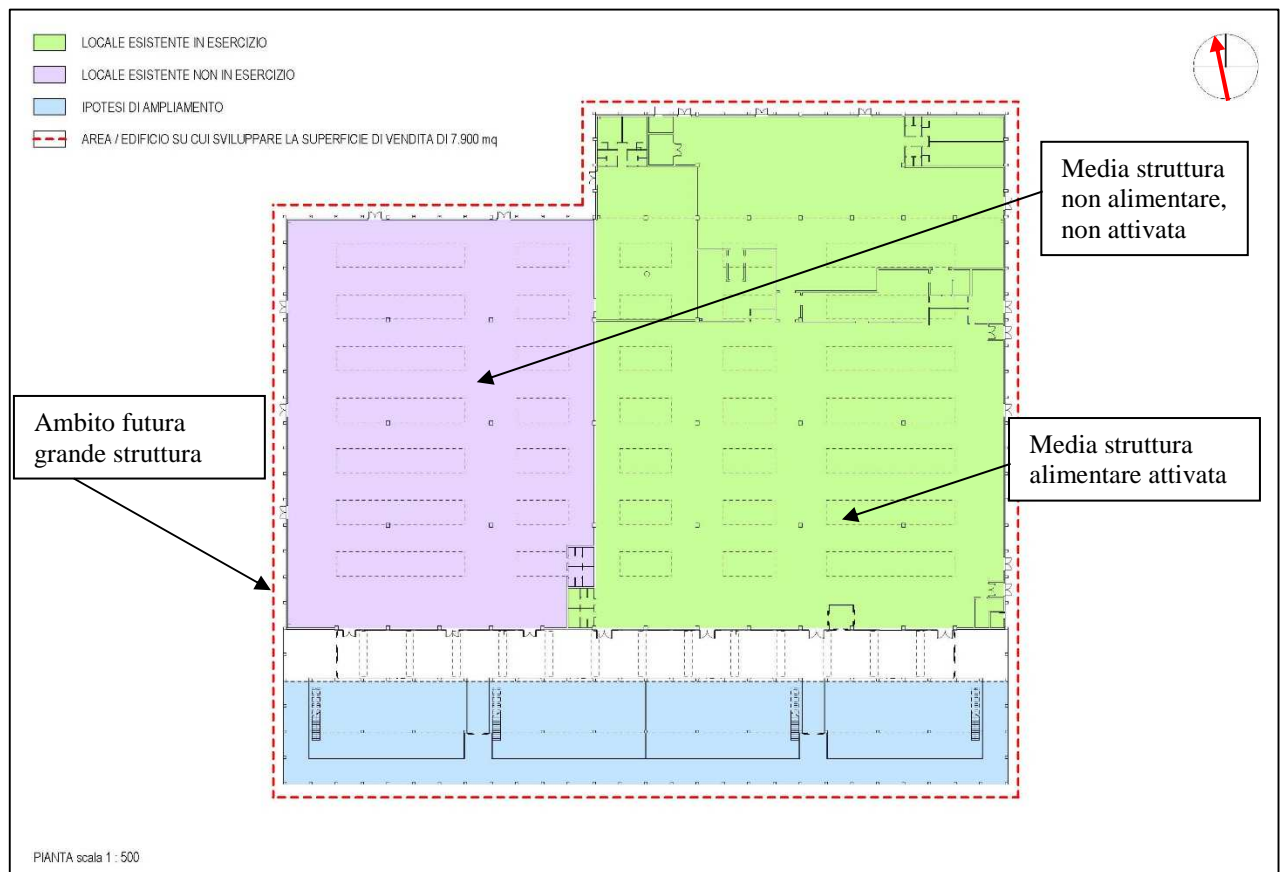 LOCALE ESISTENTE IN ESERCIZIO
LOCALE ESISTENTE NON IN ESERCIZIO
IPOTESI DI AMPLIAMENTO
AREA / EDIFICIO SU CUI SVILUPPARE LA SUPERFICIE DI VENDITA DI 7.900 mq
Media struttura
non alimentare,
non attivata
Ambito futura
grande struttura
Media struttura
alimentare attivata
PIANTA scala 1 : 500